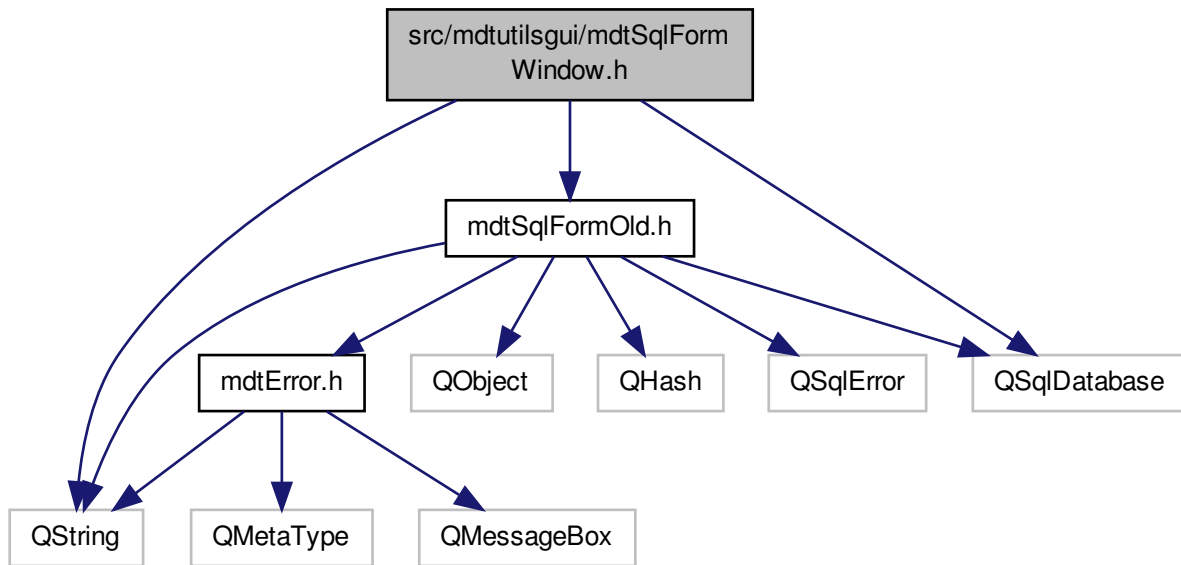 src/mdtutilsgui/mdtSqlForm
Window.h
mdtSqlFormOld.h
mdtError.h
QObject
QHash
QSqlError
QSqlDatabase
QString
QMetaType
QMessageBox